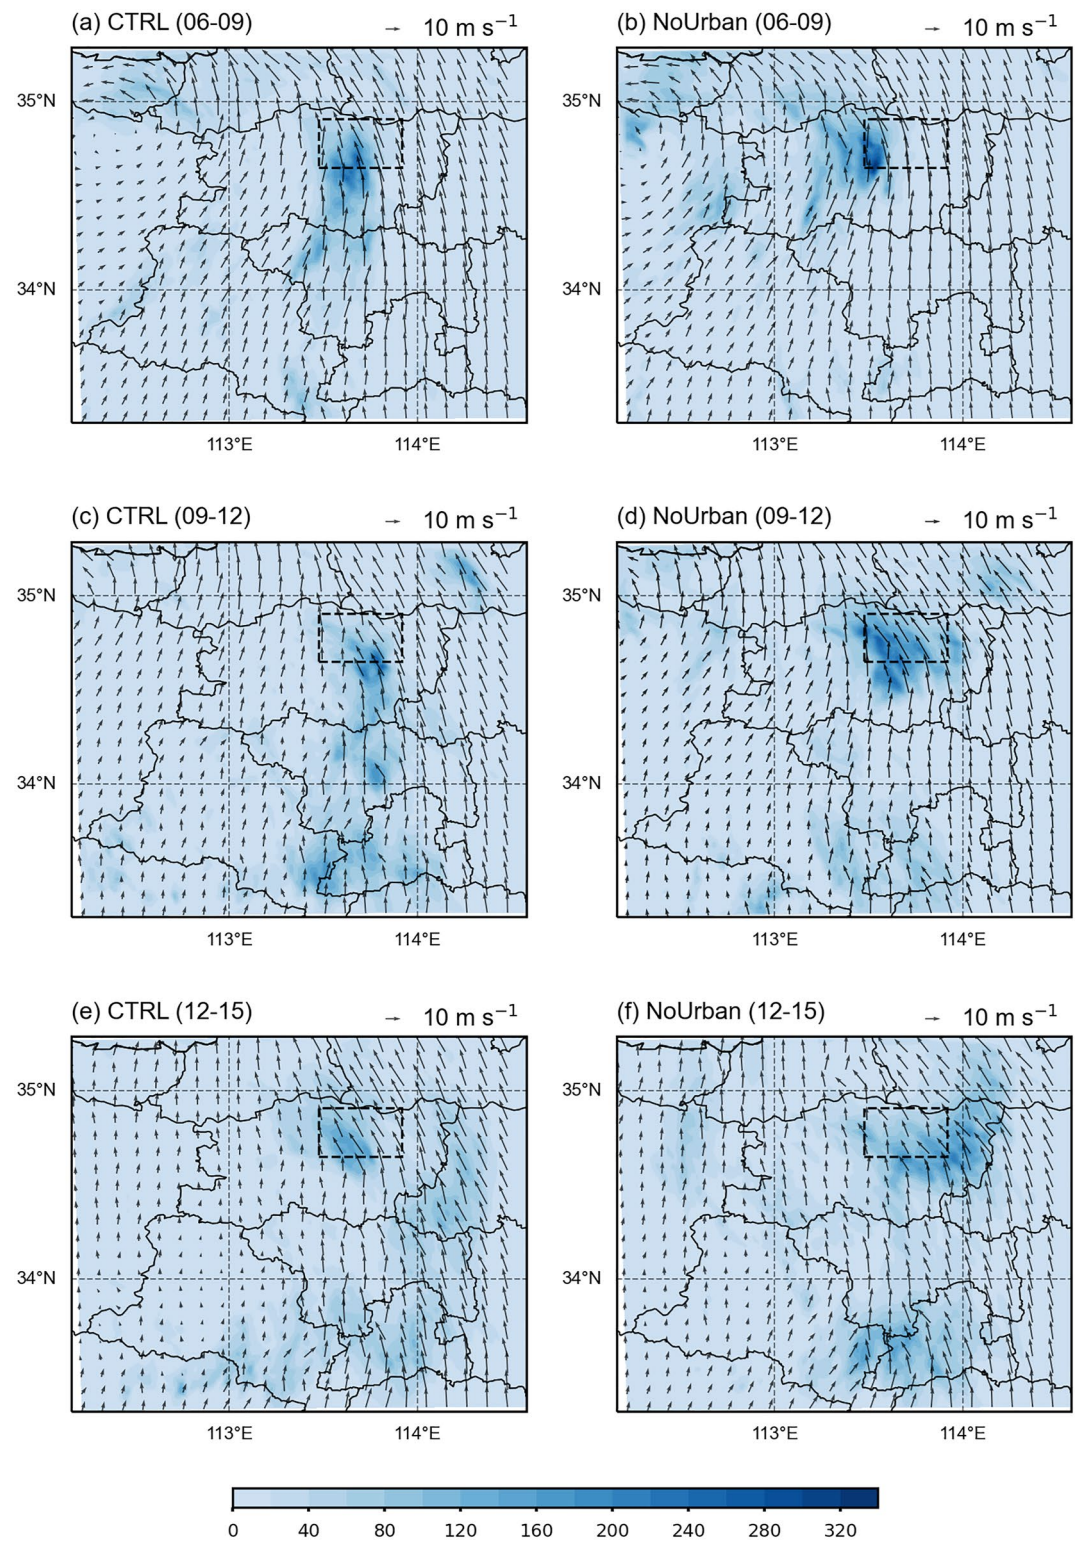 (a) CTRL (06-09) 10 m s⁻¹ (b) NoUrban (06-09) 10 m s⁻¹
35°N 35°N
34°N 34°N
113°E 114°E 113°E 114°E
(c) CTRL (09-12) 10 m s⁻¹ (d) NoUrban (09-12) 10 m s⁻¹
35°N 35°N
34°N 34°N
113°E 114°E 113°E 114°E
(e) CTRL (12-15) 10 m s⁻¹ (f) NoUrban (12-15) 10 m s⁻¹
35°N 35°N
34°N 34°N
113°E 114°E 113°E 114°E
0 40 80 120 160 200 240 280 320